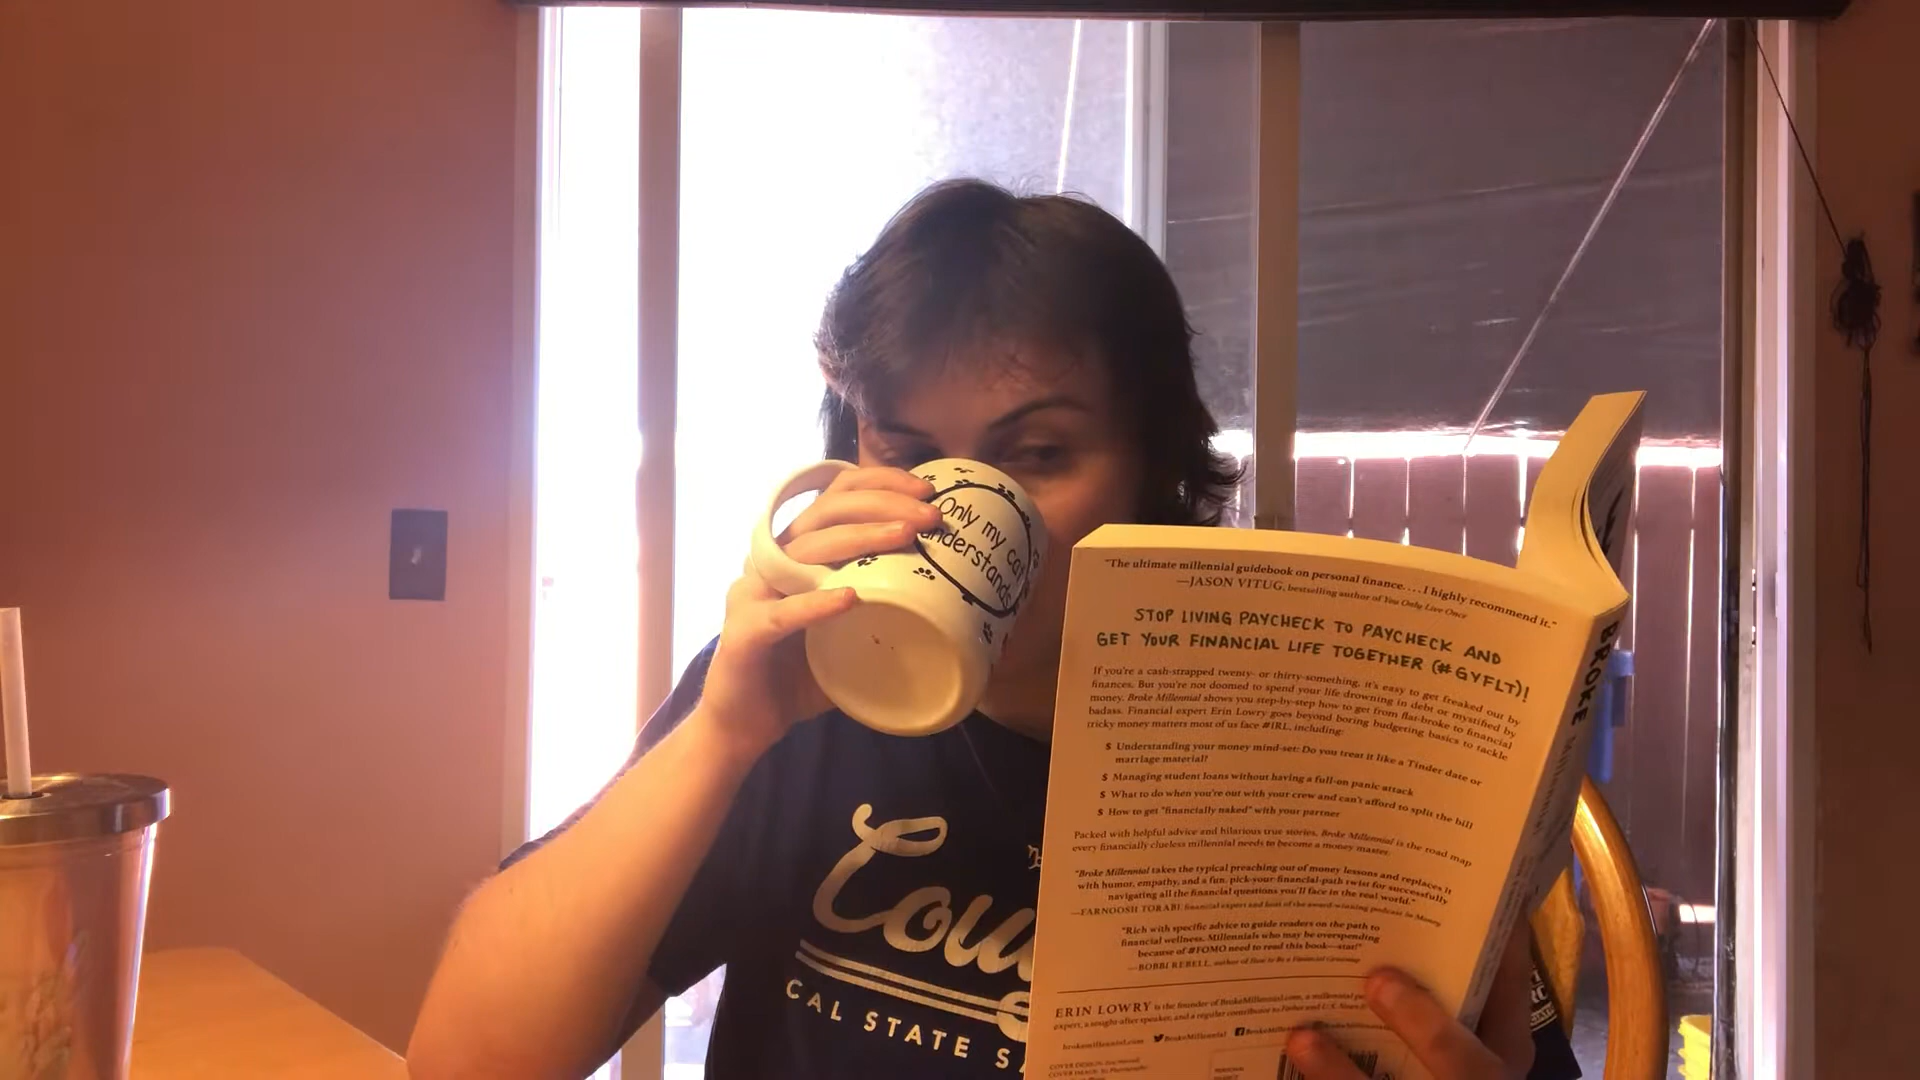 Only my cat
understands
"The ultimate millennial guidebook on personal finance. . . . I highly recommend it."
—JASON VITUG, bestselling author of You Only Live Once
STOP LIVING PAYCHECK TO PAYCHECK AND
GET YOUR FINANCIAL LIFE TOGETHER (#GYFLT)!
If you're a cash-strapped twenty- or thirty-something, it's easy to get freaked out by
finances. But you're not doomed to spend your life drowning in debt or mystified by
money. Broke Millennial shows you step-by-step how to get from flat-broke to financial
badass. Financial expert Erin Lowry goes beyond boring budgeting basics to tackle
tricky money matters most of us face #IRL, including:
$ Understanding your money mind-set: Do you treat it like a Tinder date or
marriage material?
$ Managing student loans without having a full-on panic attack
$ What to do when you're out with your crew and can't afford to split the bill
$ How to get "financially naked" with your partner
Packed with helpful advice and hilarious true stories, Broke Millennial is the road map
every financially clueless millennial needs to become a money master.
"Broke Millennial takes the typical preaching out of money lessons and replaces it
with humor, empathy, and a fun, pick-your-financial-path twist for successfully
navigating all the financial questions you'll face in the real world."
—FARNOOSH TORABI, financial expert and host of the award-winning podcast So Money
"Rich with specific advice to guide readers on the path to
financial wellness. Millennials who may be overspending
because of #FOMO need to read this book—stat!"
—BOBBI REBELL, author of How to Be a Financial Grownup
ERIN LOWRY is the founder of BrokeMillennial.com, a millennial
expert, a sought-after speaker, and a regular contributor to Forbes and U.S. News
brokemillennial.com BrokeMillennial
BROKE MILLENNIAL
Cou
CAL STATE S